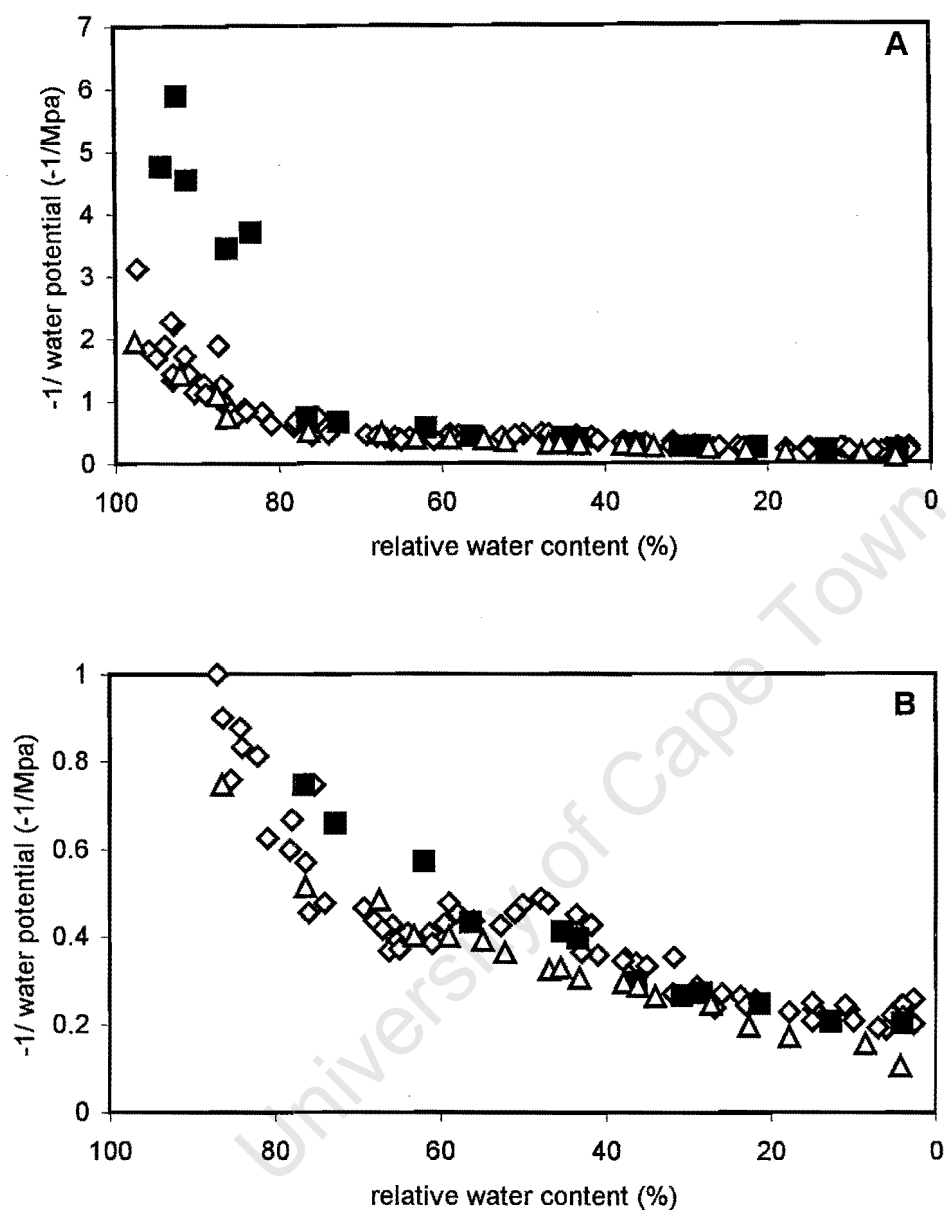 7
A
6
5
4
3
2
1
0
-1/ water potential (-1/Mpa)
100 80 60 40 20 0
relative water content (%)
1
B
0.8
0.6
0.4
0.2
0
-1/ water potential (-1/Mpa)
100 80 60 40 20 0
relative water content (%)
University of Cape Town